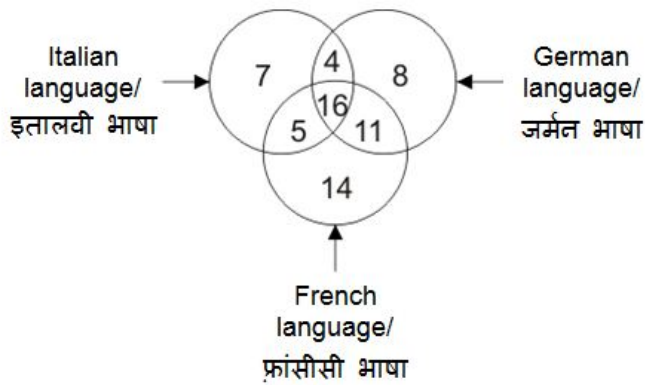 Italian
language/
इतालवी भाषा
7
4
8
16
5
11
14
German
language/
जर्मन भाषा
French
language/
फ़्रांसीसी भाषा